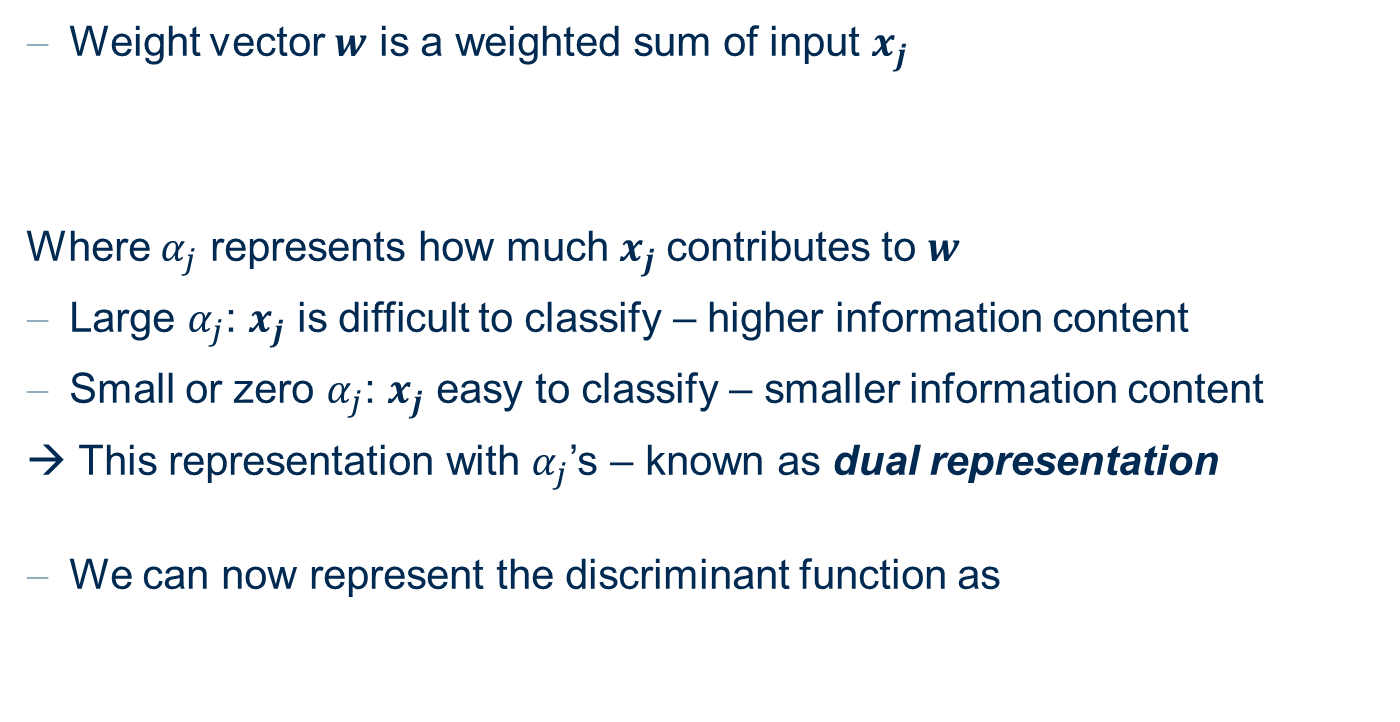 – Weight vector 𝒘 is a weighted sum of input 𝒙𝒋
Where 𝛼𝑗 represents how much 𝒙𝒋 contributes to 𝒘
– Large 𝛼𝑗: 𝒙𝒋 is difficult to classify – higher information content
– Small or zero 𝛼𝑗: 𝒙𝒋 easy to classify – smaller information content
→ This representation with 𝛼𝑗’s – known as dual representation
– We can now represent the discriminant function as